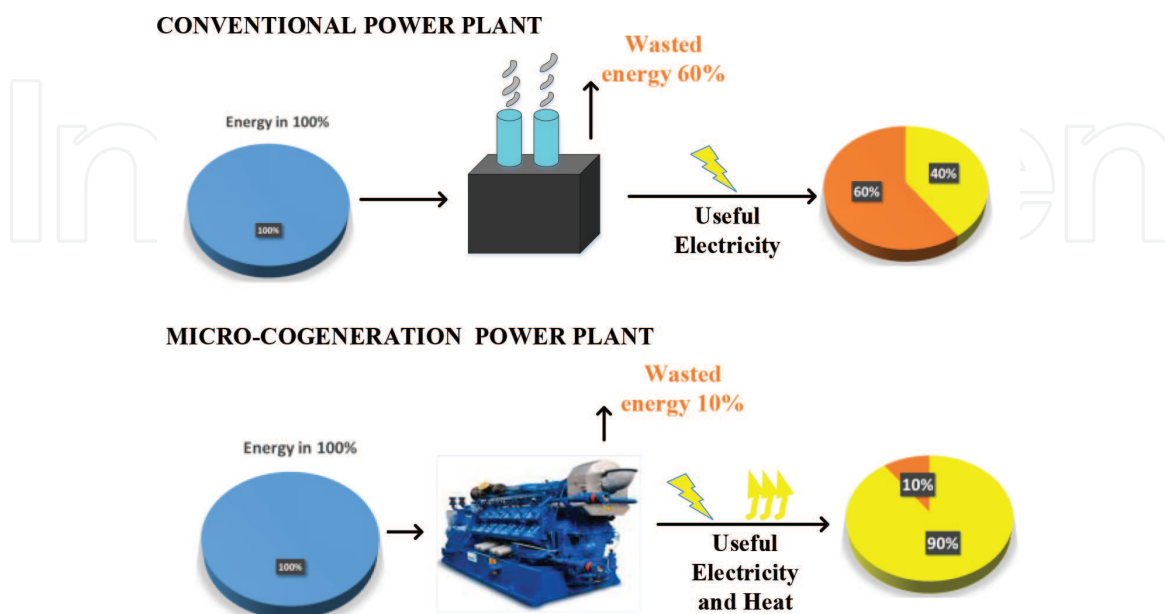 CONVENTIONAL POWER PLANT
Wasted
energy 60%
Energy in 100%
100%
Useful
Electricity
60%
40%
MICRO-COGENERATION POWER PLANT
Wasted
energy 10%
Energy in 100%
100%
Useful
Electricity
and Heat
10%
90%